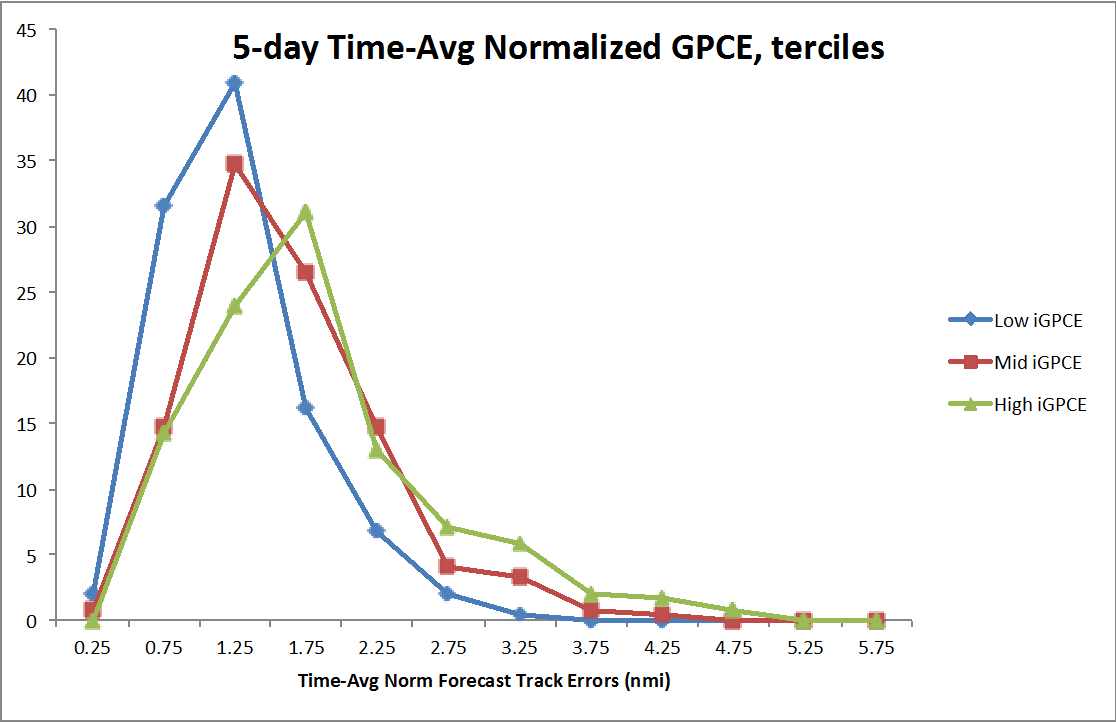 5-day Time-Avg Normalized GPCE, terciles
45
40
35
30
25
20
15
10
5
0
0.25 0.75 1.25 1.75 2.25 2.75 3.25 3.75 4.25 4.75 5.25 5.75
Time-Avg Norm Forecast Track Errors (nmi)
Low iGPCE
Mid iGPCE
High iGPCE